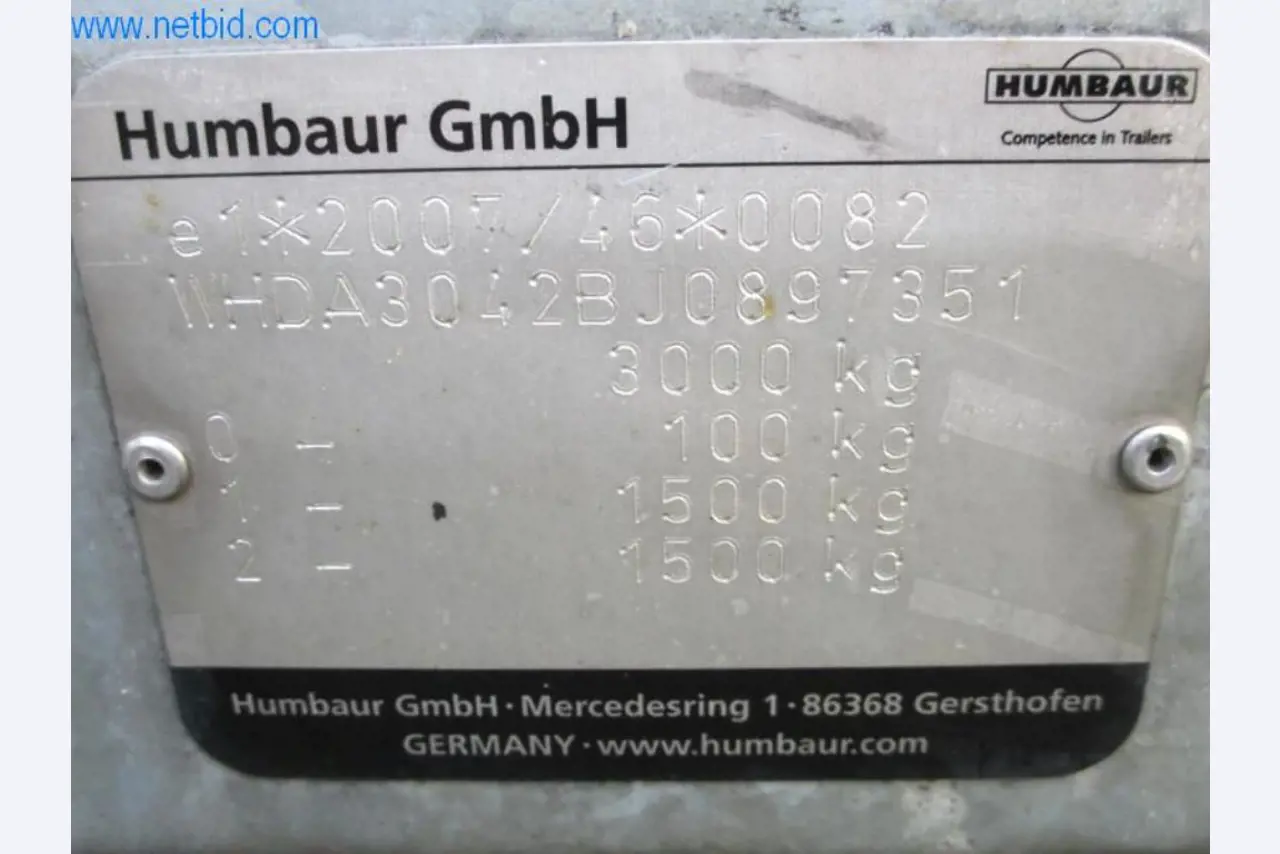 www.netbid.com
HUMBAUR
Competence in Trailers
Humbaur GmbH
e1*2007/46*0082
WHDA3042BJ0897351
3000 kg
0 - 100 kg
1 - 1500 kg
2 - 1500 kg
Humbaur GmbH · Mercedesring 1 · 86368 Gersthofen
GERMANY · www.humbaur.com